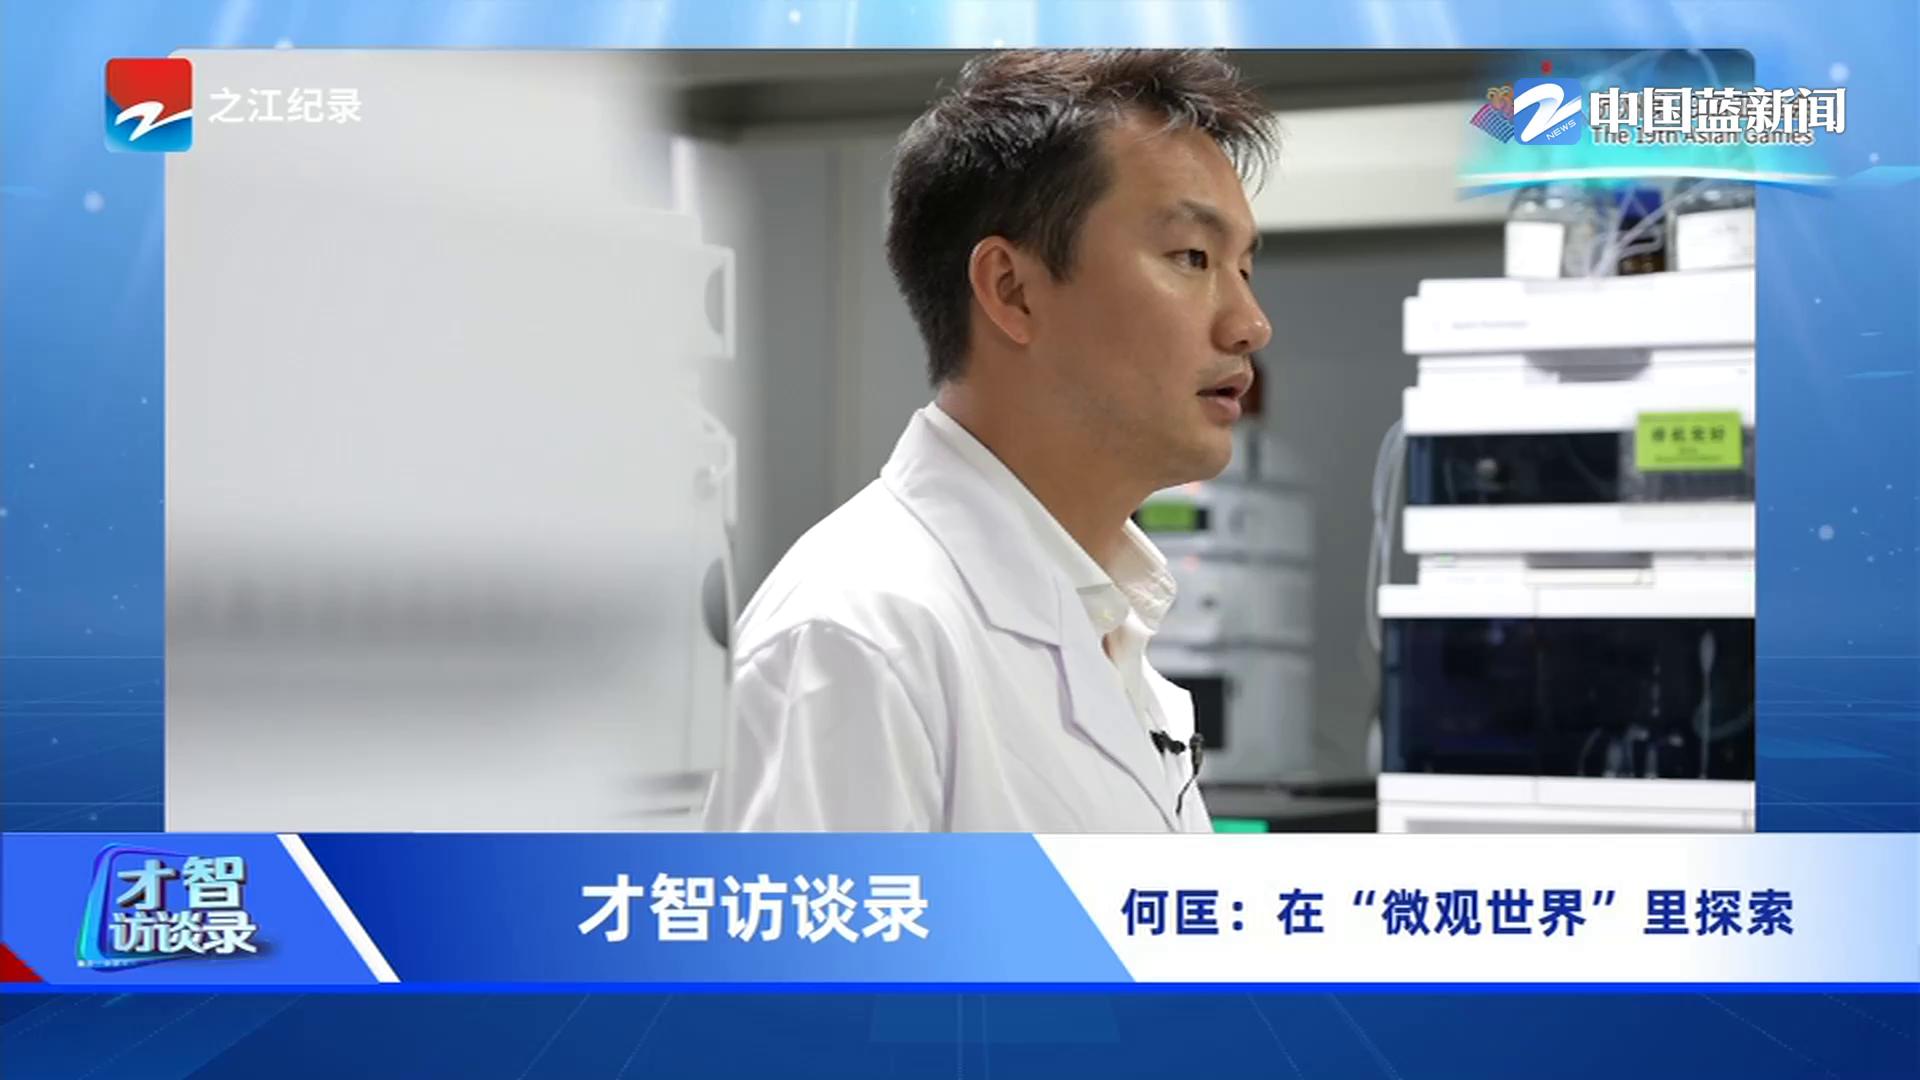 之江纪录
中国蓝新闻
NEWS
The 19th Asian Games
才智
访谈录
才智访谈录
何匡：在“微观世界”里探索